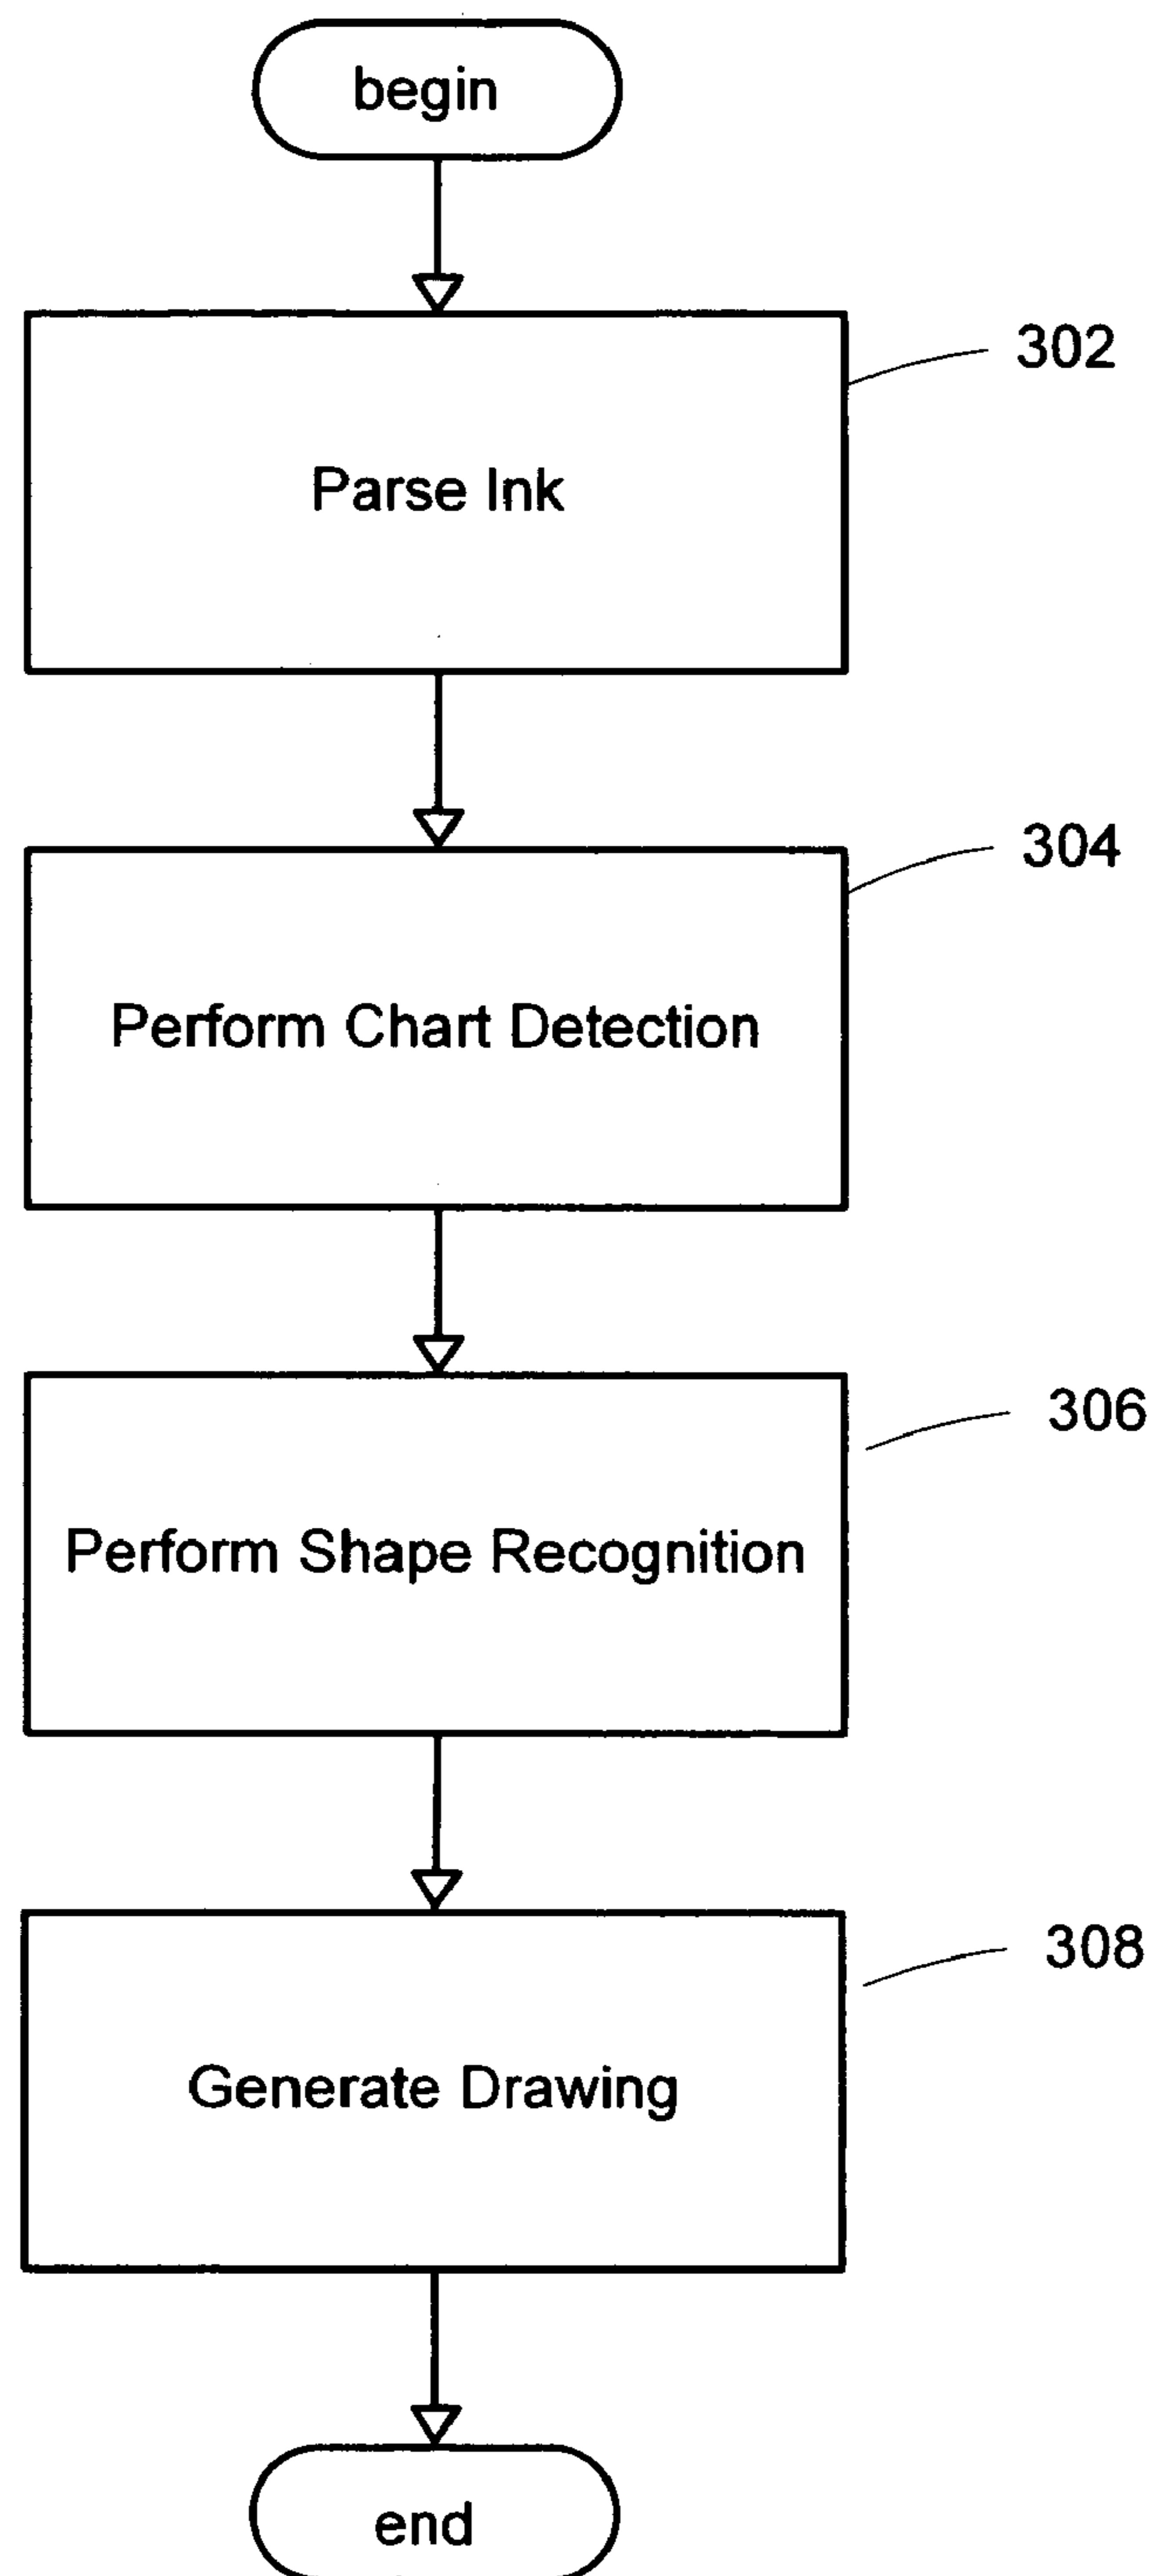 begin
302
Parse Ink
304
Perform Chart Detection
306
Perform Shape Recognition
308
Generate Drawing
end